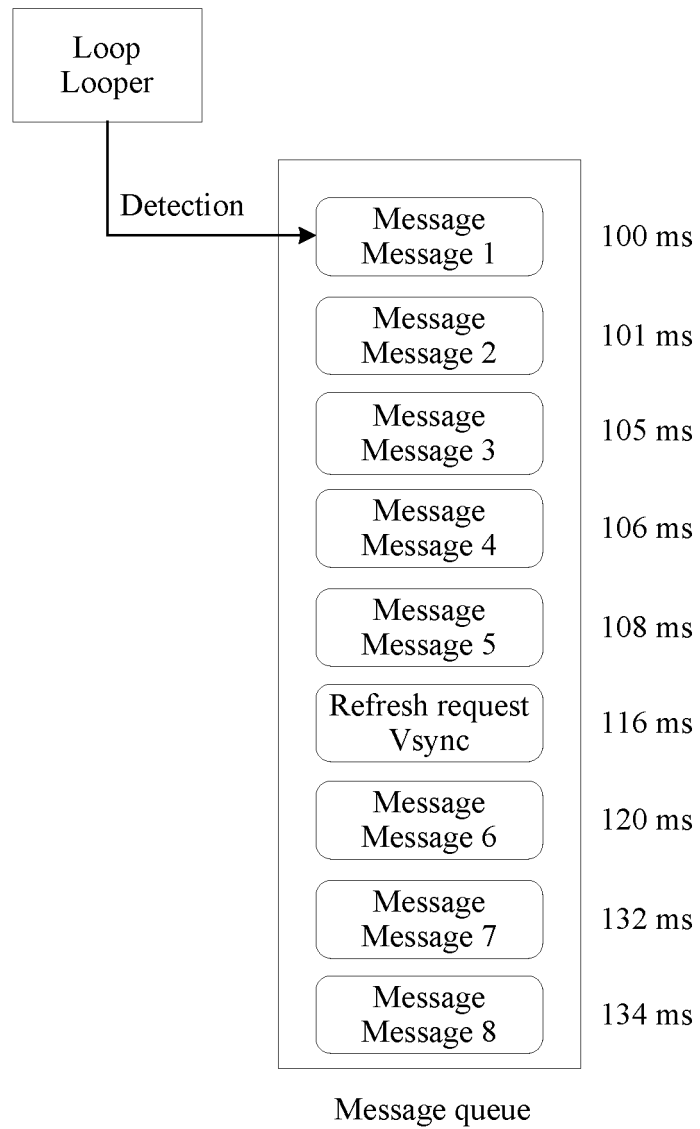 Loop
Looper
Detection
Message
Message 1
100 ms
Message
Message 2
101 ms
Message
Message 3
105 ms
Message
Message 4
106 ms
Message
Message 5
108 ms
Refresh request
Vsync
116 ms
Message
Message 6
120 ms
Message
Message 7
132 ms
Message
Message 8
134 ms
Message queue